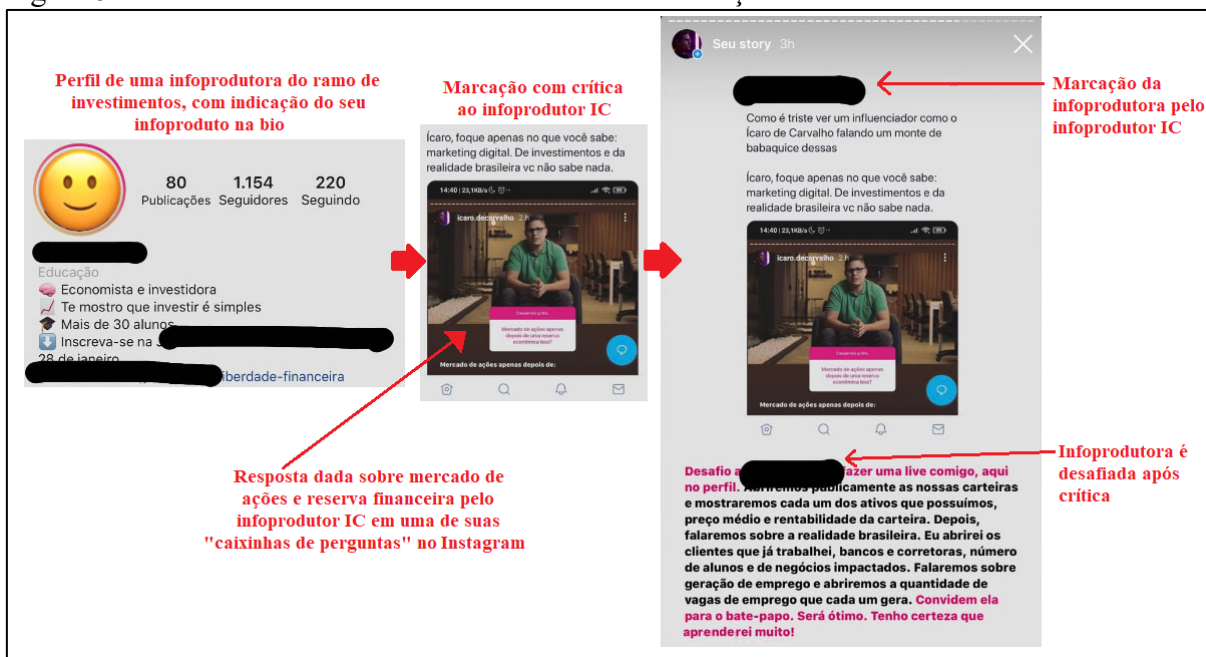 Perfil de uma infoprodutora do ramo de
investimentos, com indicação do seu
infoproduto na bio
80
Publicações
1.154
Seguidores
220
Seguindo
Educação
Economista e investidora
Te mostro que investir é simples
Mais de 30 alunos
Inscreva-se na
28 de janeiro
iberdade-financeira
Marcação com crítica
ao infoprodutor IC
Ícaro, foque apenas no que você sabe:
marketing digital. De investimentos e da
realidade brasileira vc não sabe nada.
14:40 | 23,1KB/s
icaro.decarvalho 2 h
Mercado de ações apenas
depois de uma reserva
econômica boa?
Mercado de ações apenas depois de:
Resposta dada sobre mercado de
ações e reserva financeira pelo
infoprodutor IC em uma de suas
"caixinhas de perguntas" no Instagram
Seu story 3h
Como é triste ver um influenciador como o
Ícaro de Carvalho falando um monte de
babaquice dessas
Ícaro, foque apenas no que você sabe:
marketing digital. De investimentos e da
realidade brasileira vc não sabe nada.
14:40 | 23,1KB/s
icaro.decarvalho 2 h
Mercado de ações apenas
depois de uma reserva
econômica boa?
Mercado de ações apenas depois de:
Desafio a fazer uma live comigo, aqui
no perfil. Abriremos publicamente as nossas carteiras
e mostraremos cada um dos ativos que possuímos,
preço médio e rentabilidade da carteira. Depois,
falaremos sobre a realidade brasileira. Eu abrirei os
clientes que já trabalhei, bancos e corretoras, número
de alunos e de negócios impactados. Falaremos sobre
geração de emprego e abriremos a quantidade de
vagas de emprego que cada um gera. Convidem ela
para o bate-papo. Será ótimo. Tenho certeza que
aprenderei muito!
Marcação da
infoprodutora pelo
infoprodutor IC
Infoprodutora é
desafiada após
crítica